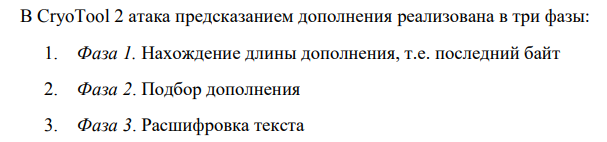 В CryoTool 2 атака предсказанием дополнения реализована в три фазы:
1. Фаза 1. Нахождение длины дополнения, т.е. последний байт
2. Фаза 2. Подбор дополнения
3. Фаза 3. Расшифровка текста